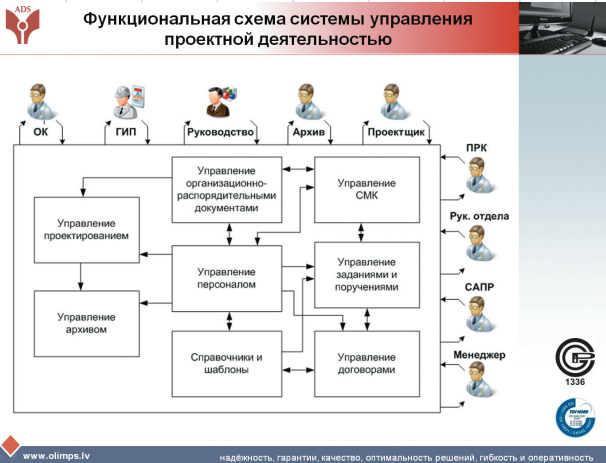 ADS
Функциональная схема системы управления
проектной деятельностью
ОК
ГИП
Руководство
Архив
Проектщик
ПРК
Рук. отдела
САПР
Менеджер
Управление
организационно-
распорядительными
документами
Управление
СМК
Управление
проектированием
Управление
персоналом
Управление
заданиями и
поручениями
Управление
архивом
Справочники и
шаблоны
Управление
договорами
1336
TÜV NORD
www.olimps.lv
надёжность, гарантии, качество, оптимальность решений, гибкость и оперативность